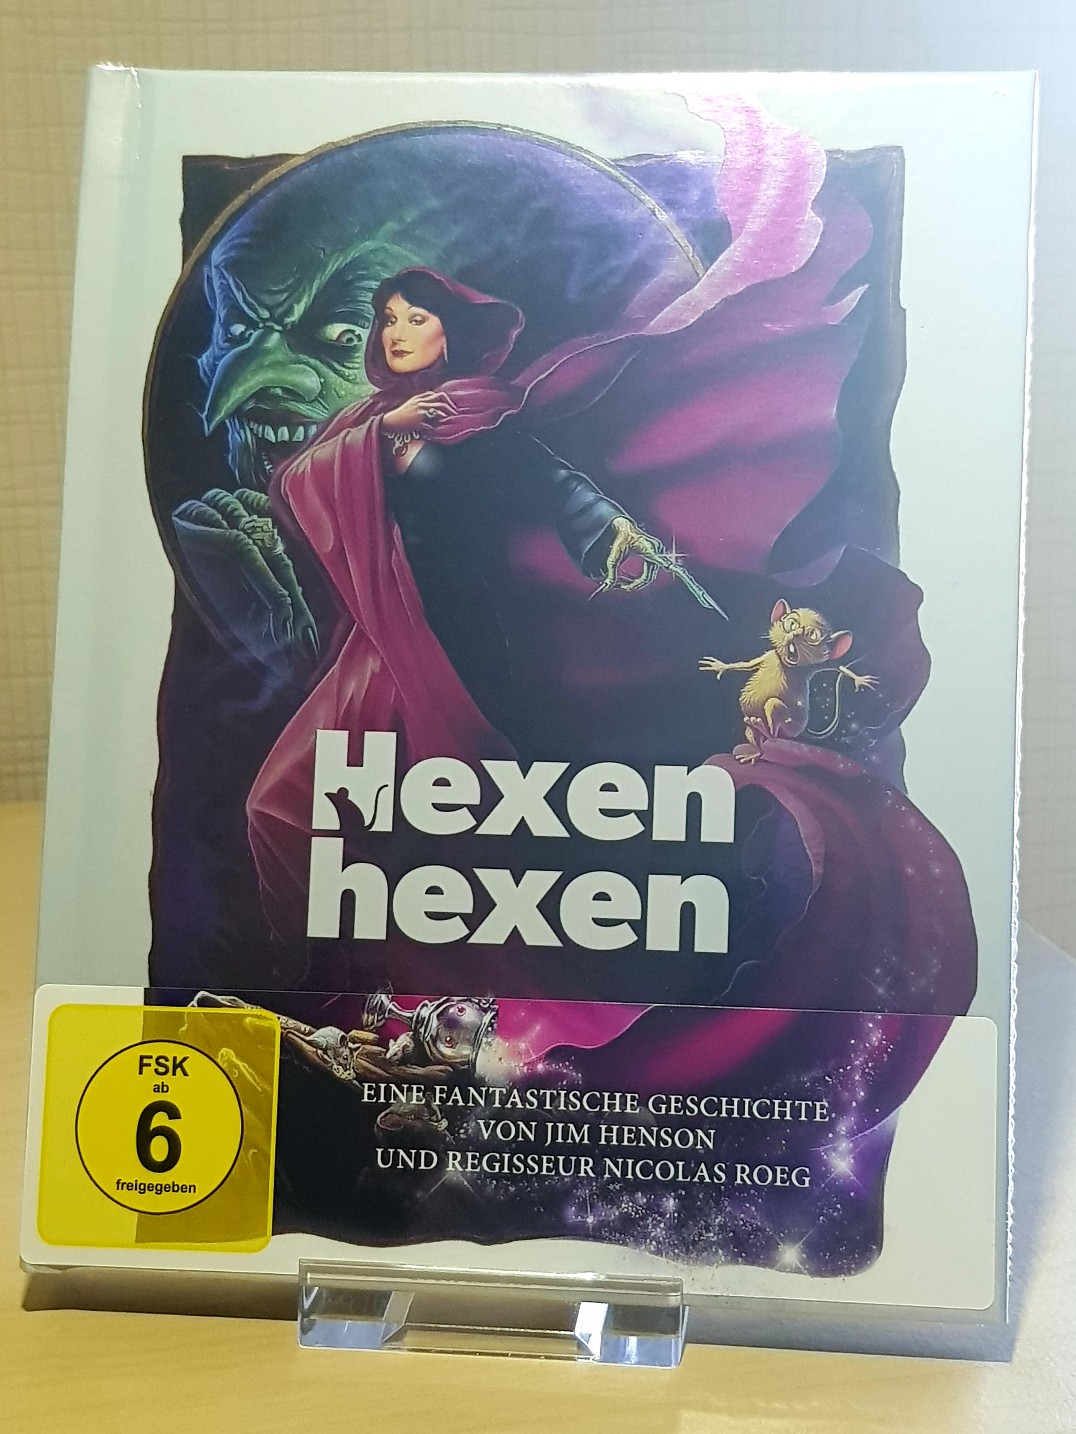 Hexen
hexen
FSK
ab
6
freigegeben
EINE FANTASTISCHE GESCHICHTE
VON JIM HENSON
UND REGISSEUR NICOLAS ROEG